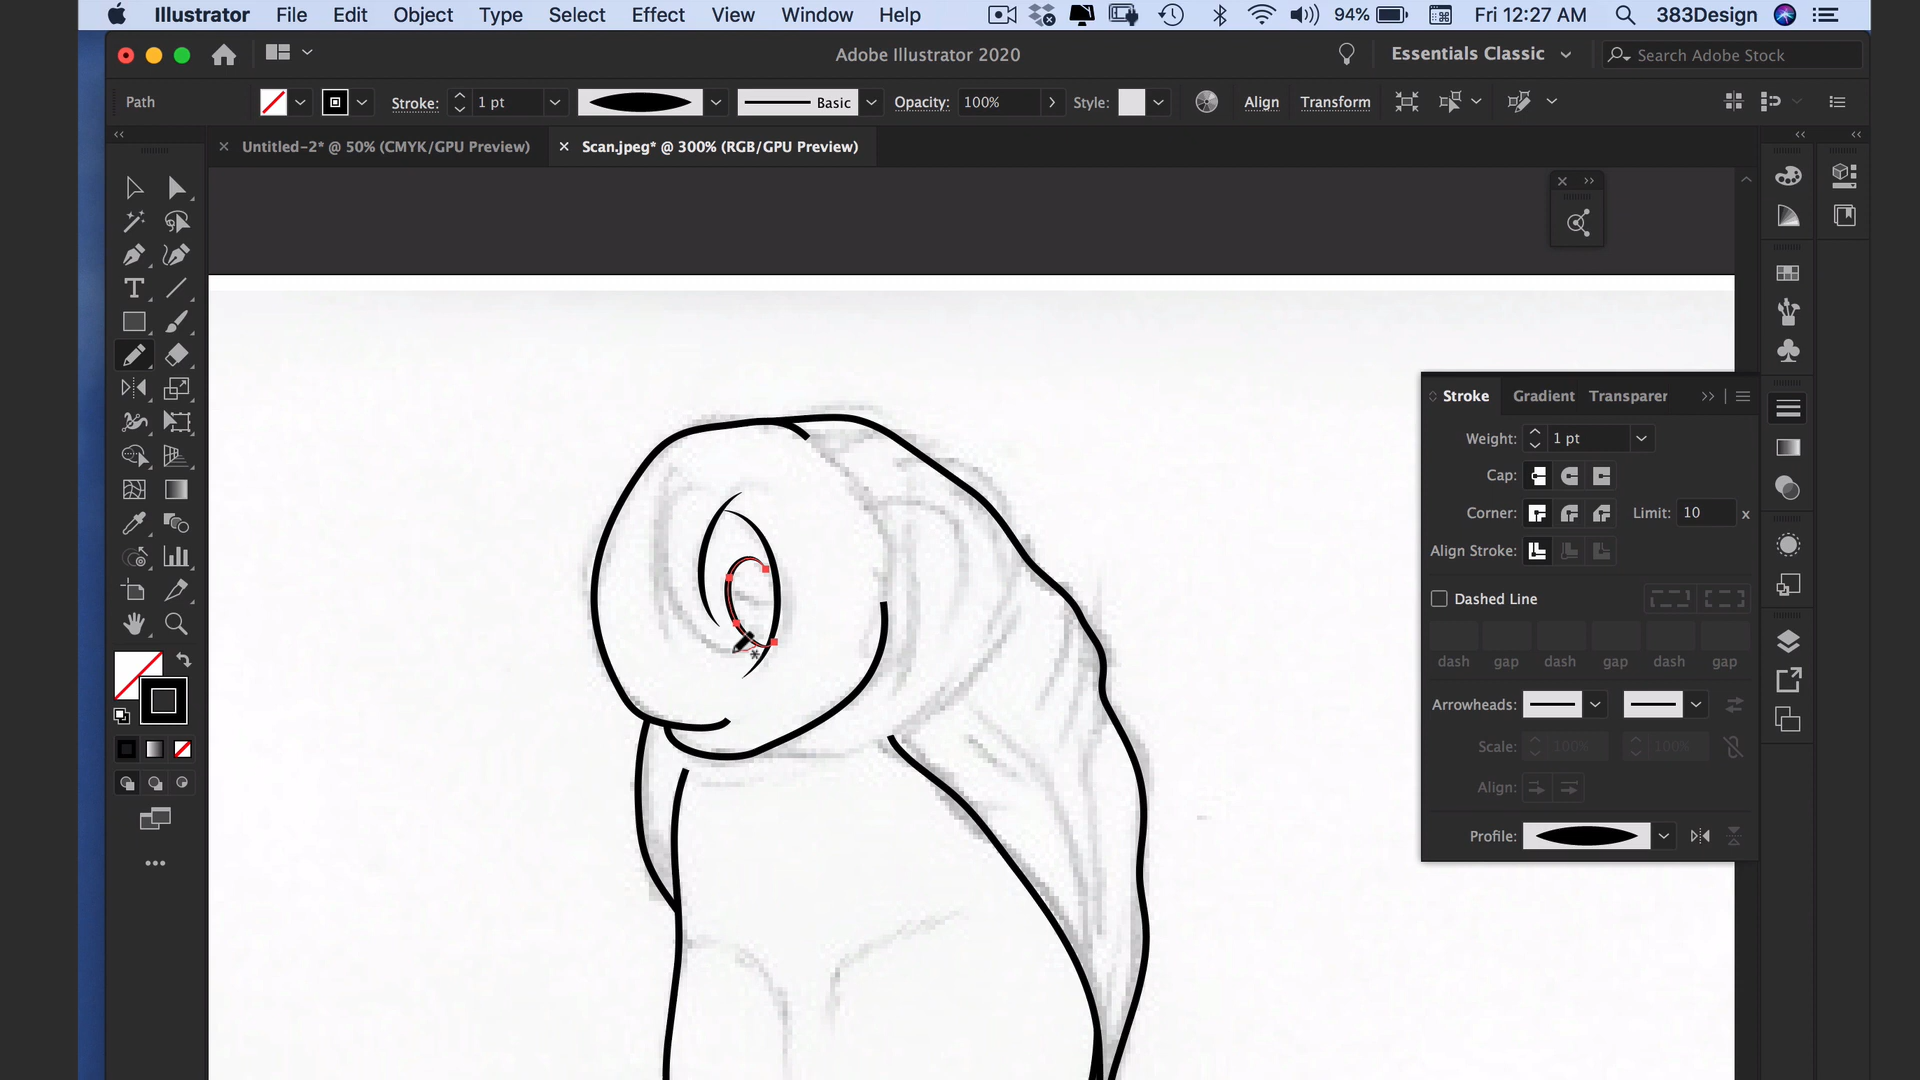 Illustrator File Edit Object Type Select Effect View Window Help 94% Fri 12:27 AM 383Design
Adobe Illustrator 2020 Essentials Classic Search Adobe Stock
Path Stroke: 1 pt Basic Opacity: 100% Style: Align Transform
Untitled-2* @ 50% (CMYK/GPU Preview) Scan.jpeg* @ 300% (RGB/GPU Preview)
Stroke Gradient Transparer
Weight: 1 pt
Cap:
Corner: Limit: 10 x
Align Stroke:
Dashed Line
dash gap dash gap dash gap
Arrowheads:
Scale: 100% 100%
Align:
Profile: